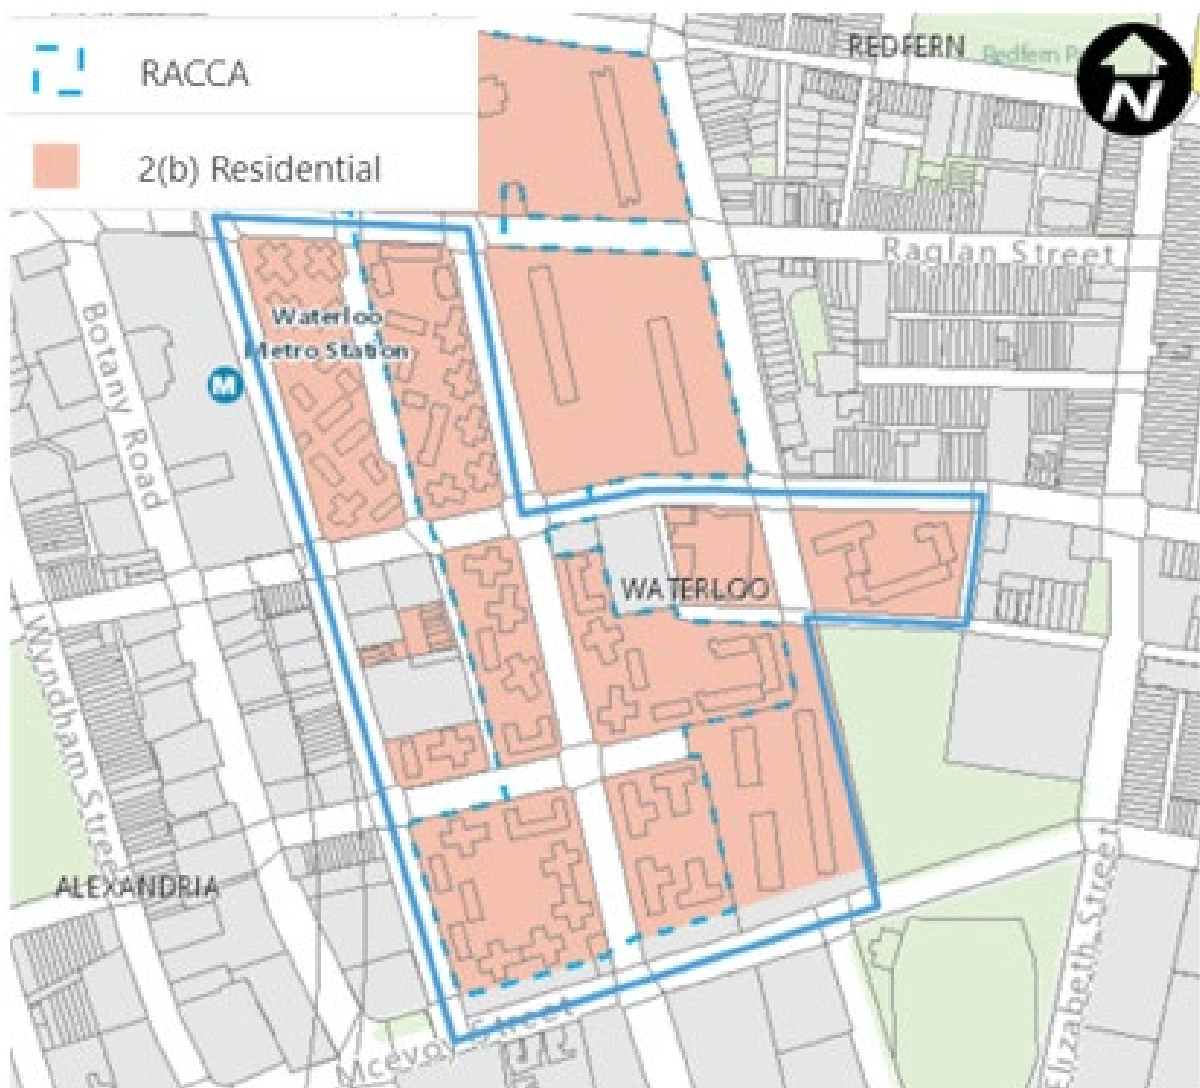 RACCA
2(b) Residential
REDFERN
N
Raglan Street
Waterloo
Metro Station
M
Botany Road
WATERLOO
Wyndham Street
ALEXANDRIA
Elizabeth Street
Mcevoy Street